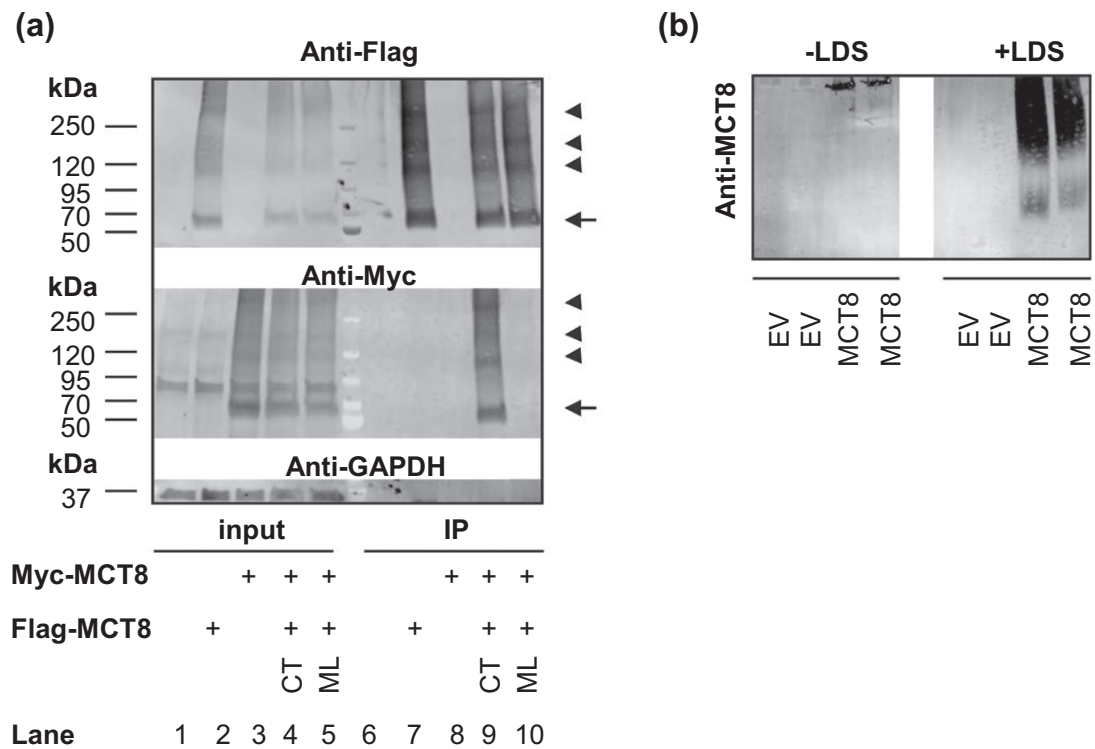 (a)
Anti-Flag
kDa
250
120
95
70
50
Anti-Myc
kDa
250
120
95
70
50
Anti-GAPDH
kDa
37
input IP
Myc-MCT8 + + + + + +
Flag-MCT8 + + + + + +
CT ML CT ML
Lane 1 2 3 4 5 6 7 8 9 10
(b)
-LDS +LDS
Anti-MCT8
EV EV MCT8 MCT8 EV EV MCT8 MCT8